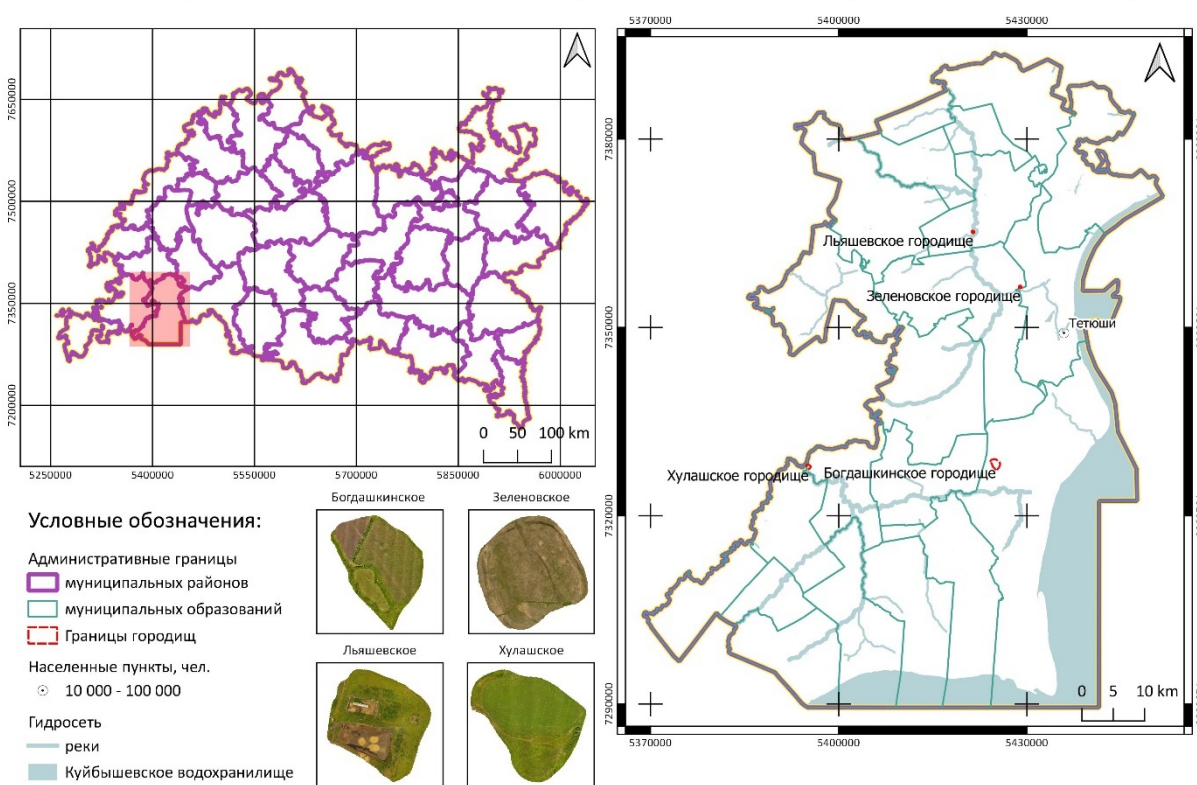 7650000
7500000
7350000
7200000
0 50 100 km
5250000 5400000 5550000 5700000 5850000 6000000
Условные обозначения:
Административные границы
муниципальных районов
муниципальных образований
Границы городищ
Населенные пункты, чел.
10 000 - 100 000
Гидросеть
реки
Куйбышевское водохранилище
Богдашкинское
Зеленовское
Льяшевское
Хулашское
5370000 5400000 5430000
7380000
7350000
7320000
7290000
Льяшевское городище
Зеленовское городище
Тетюши
Хулашское городище
Богдашкинское городище
0 5 10 km
5370000 5400000 5430000